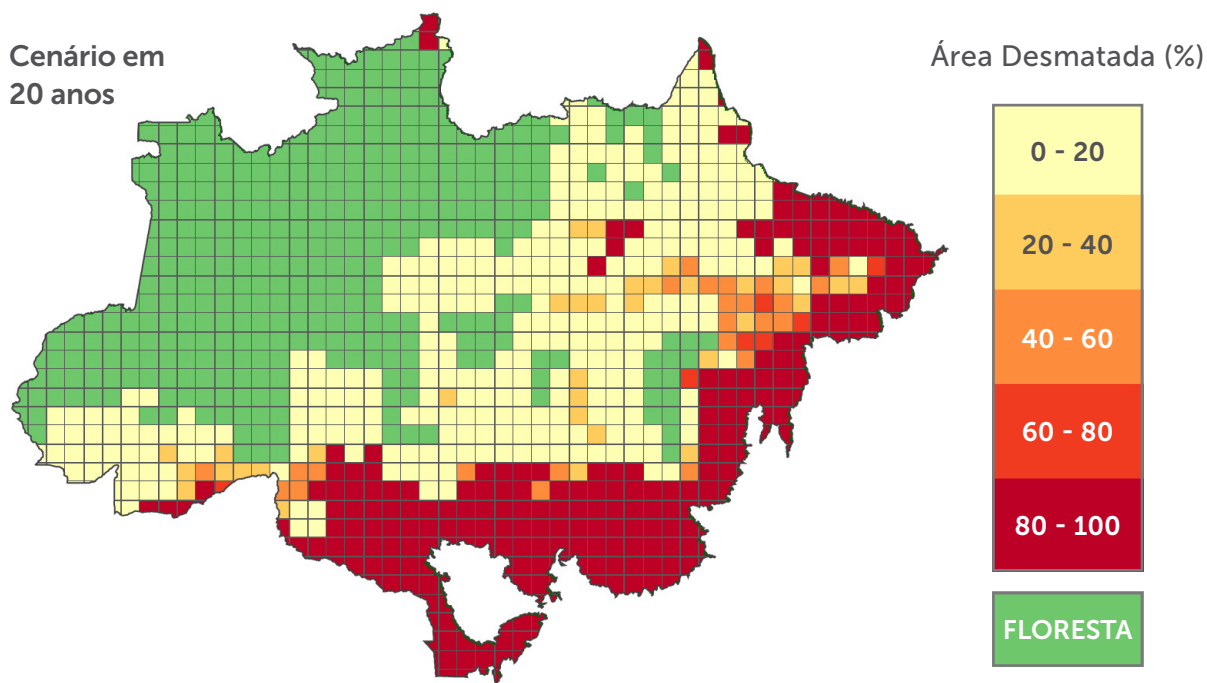 Cenário em
20 anos
Área Desmatada (%)
0 - 20
20 - 40
40 - 60
60 - 80
80 - 100
FLORESTA